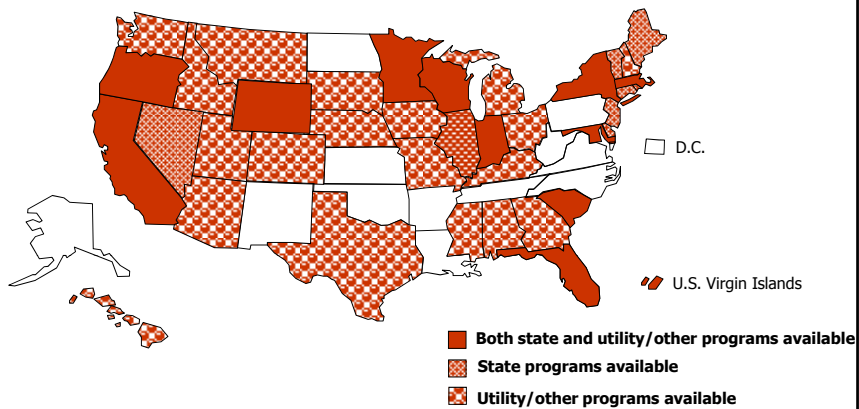 D.C.
U.S. Virgin Islands
Both state and utility/other programs available
State programs available
Utility/other programs available